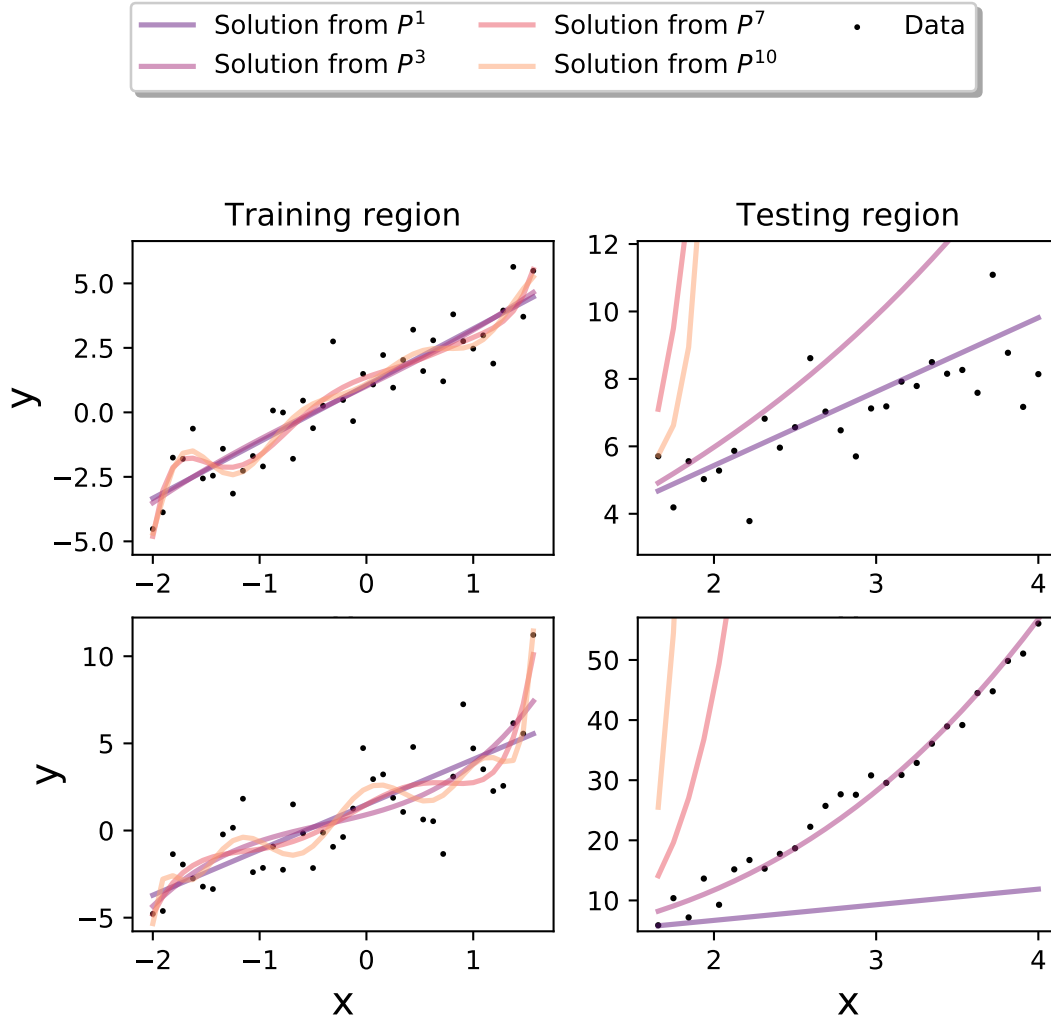 Solution from P¹ Solution from P⁷ Data
Solution from P³ Solution from P¹⁰
Training region Testing region
y
5.0
2.5
0.0
−2.5
−5.0
−2 −1 0 1
12
10
8
6
4
2 3 4
y
10
5
0
−5
−2 −1 0 1
x
50
40
30
20
10
2 3 4
x